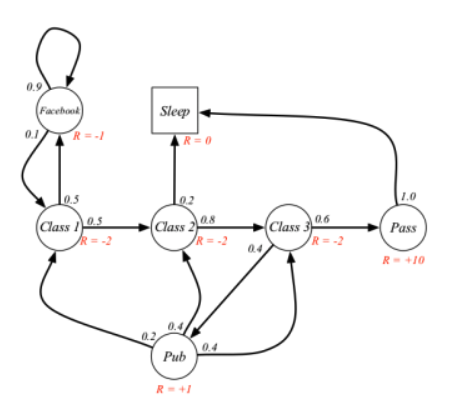 0.9
Facebook
0.1
R = -1
Sleep
R = 0
0.5
Class 1
0.5
R = -2
0.2
Class 2
0.8
R = -2
Class 3
0.6
R = -2
0.4
1.0
Pass
R = +10
0.2
0.4
0.4
Pub
R = +1